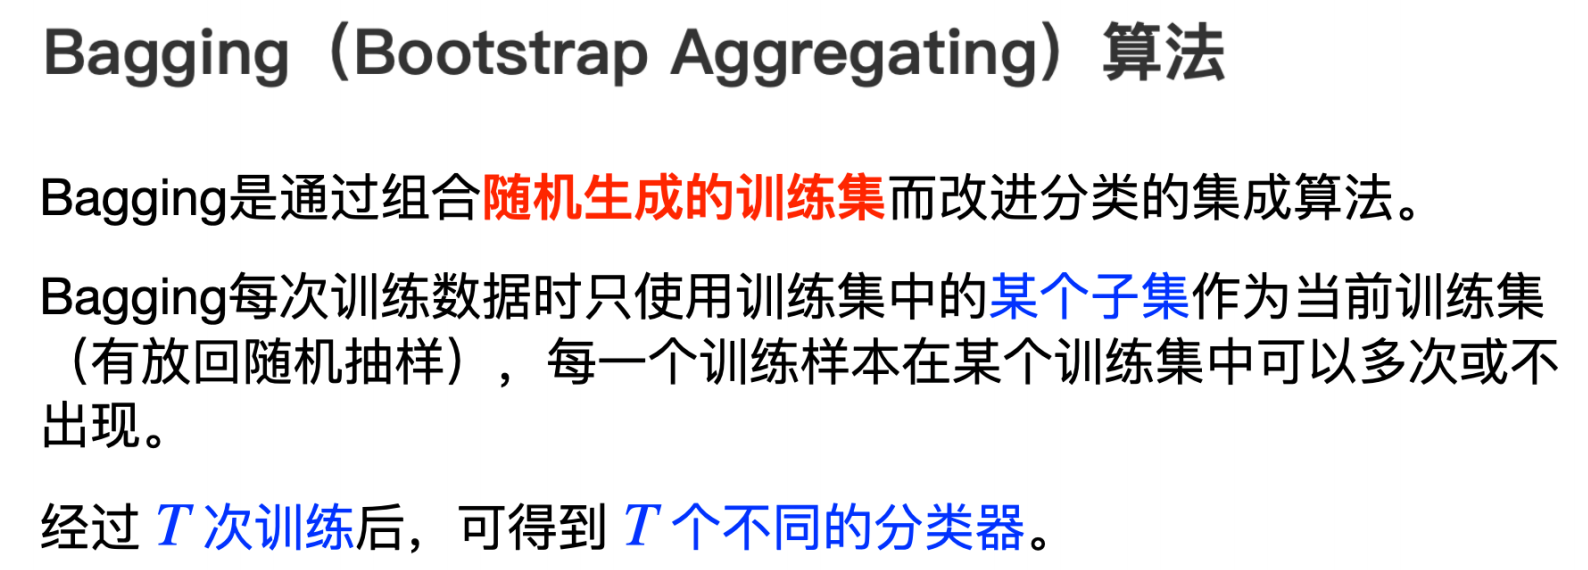 Bagging（Bootstrap Aggregating）算法
Bagging是通过组合随机生成的训练集而改进分类的集成算法。
Bagging每次训练数据时只使用训练集中的某个子集作为当前训练集
（有放回随机抽样），每一个训练样本在某个训练集中可以多次或不
出现。
经过 T 次训练后，可得到 T 个不同的分类器。